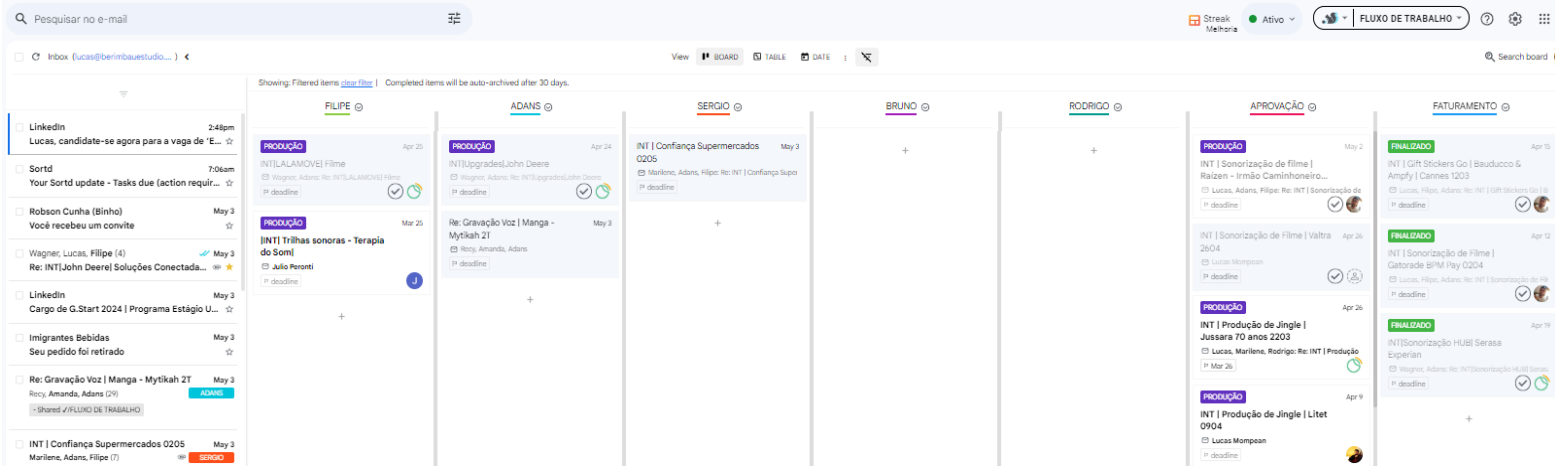 Pesquisar no e-mail
Streak
Melhoria
Ativo
FLUXO DE TRABALHO
Inbox (lucas@berimbauestudio.... )
View
BOARD
TABLE
DATE
Search board
Showing: Filtered items clear filter | Completed items will be auto-archived after 30 days.
LinkedIn 2:48pm
Lucas, candidate-se agora para a vaga de 'E...
Sortd 7:06am
Your Sortd update - Tasks due (action requir...
Robson Cunha (Binho) May 3
Você recebeu um convite
Wagner, Lucas, Filipe (4) May 3
Re: INT|John Deere| Soluções Conectada...
LinkedIn May 3
Cargo de G.Start 2024 | Programa Estágio U...
Imigrantes Bebidas May 3
Seu pedido foi retirado
Re: Gravação Voz | Manga - Mytikah 2T May 3
Recy, Amanda, Adans (29) ADANS
- Shared ✓/FLUXO DE TRABALHO
INT | Confiança Supermercados 0205 May 3
Marilene, Adans, Filipe (7) SERGIO
FILIPE
PRODUÇÃO Apr 25
INT|LALAMOVE| Filme
Wagner, Adans: Re: INT|LALAMOVE| Filme
deadline
PRODUÇÃO Mar 25
|INT| Trilhas sonoras - Terapia
do Som|
Julio Peronti
deadline
J
ADANS
PRODUÇÃO Apr 24
INT|Upgrades|John Deere
Wagner, Adans: Re: INT|Upgrades|John Deere
deadline
Re: Gravação Voz | Manga - May 3
Mytikah 2T
Recy, Amanda, Adans
deadline
SERGIO
INT | Confiança Supermercados May 3
0205
Marilene, Adans, Filipe: Re: INT | Confiança Super
deadline
BRUNO
RODRIGO
APROVAÇÃO
PRODUÇÃO May 2
INT | Sonorização de filme |
Raízen - Irmão Caminhoneiro...
Lucas, Adans, Filipe: Re: INT | Sonorização de
deadline
INT | Sonorização de Filme | Valtra Apr 26
2604
Lucas Mompean
deadline
PRODUÇÃO Apr 26
INT | Produção de Jingle |
Jussara 70 anos 2203
Lucas, Marilene, Rodrigo: Re: INT | Produção
Mar 26
PRODUÇÃO Apr 9
INT | Produção de Jingle | Litet
0904
Lucas Mompean
deadline
FATURAMENTO
FINALIZADO Apr 15
INT | Gift Stickers Go | Bauducco &
Ampfy | Cannes 1203
Lucas, Filipe, Adans: Re: INT | Gift Stickers Go | B
deadline
FINALIZADO Apr 12
INT | Sonorização de Filme |
Gatorade BPM Pay 0204
Lucas, Filipe, Adans: Re: INT | Sonorização de Fil
deadline
FINALIZADO Apr 19
INT|Sonorização HUB| Serasa
Experian
Wagner, Adans: Re: INT|Sonorização HUB| Seras
deadline